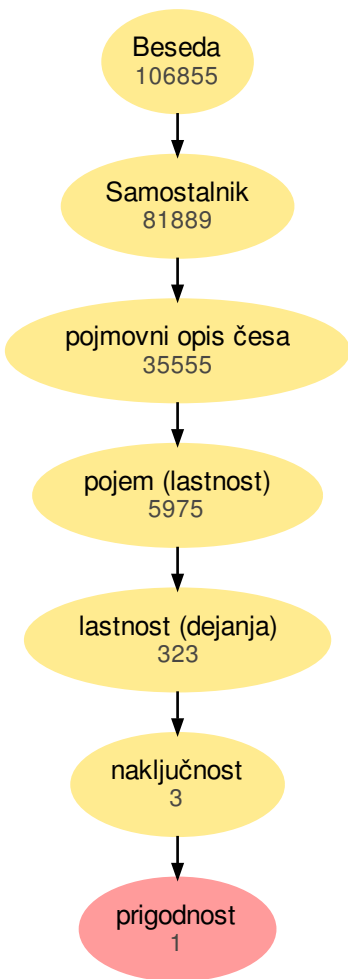 Beseda
106855
Samostalnik
81889
pojmovni opis česa
35555
pojem (lastnost)
5975
lastnost (dejanja)
323
naključnost
3
prigodnost
1